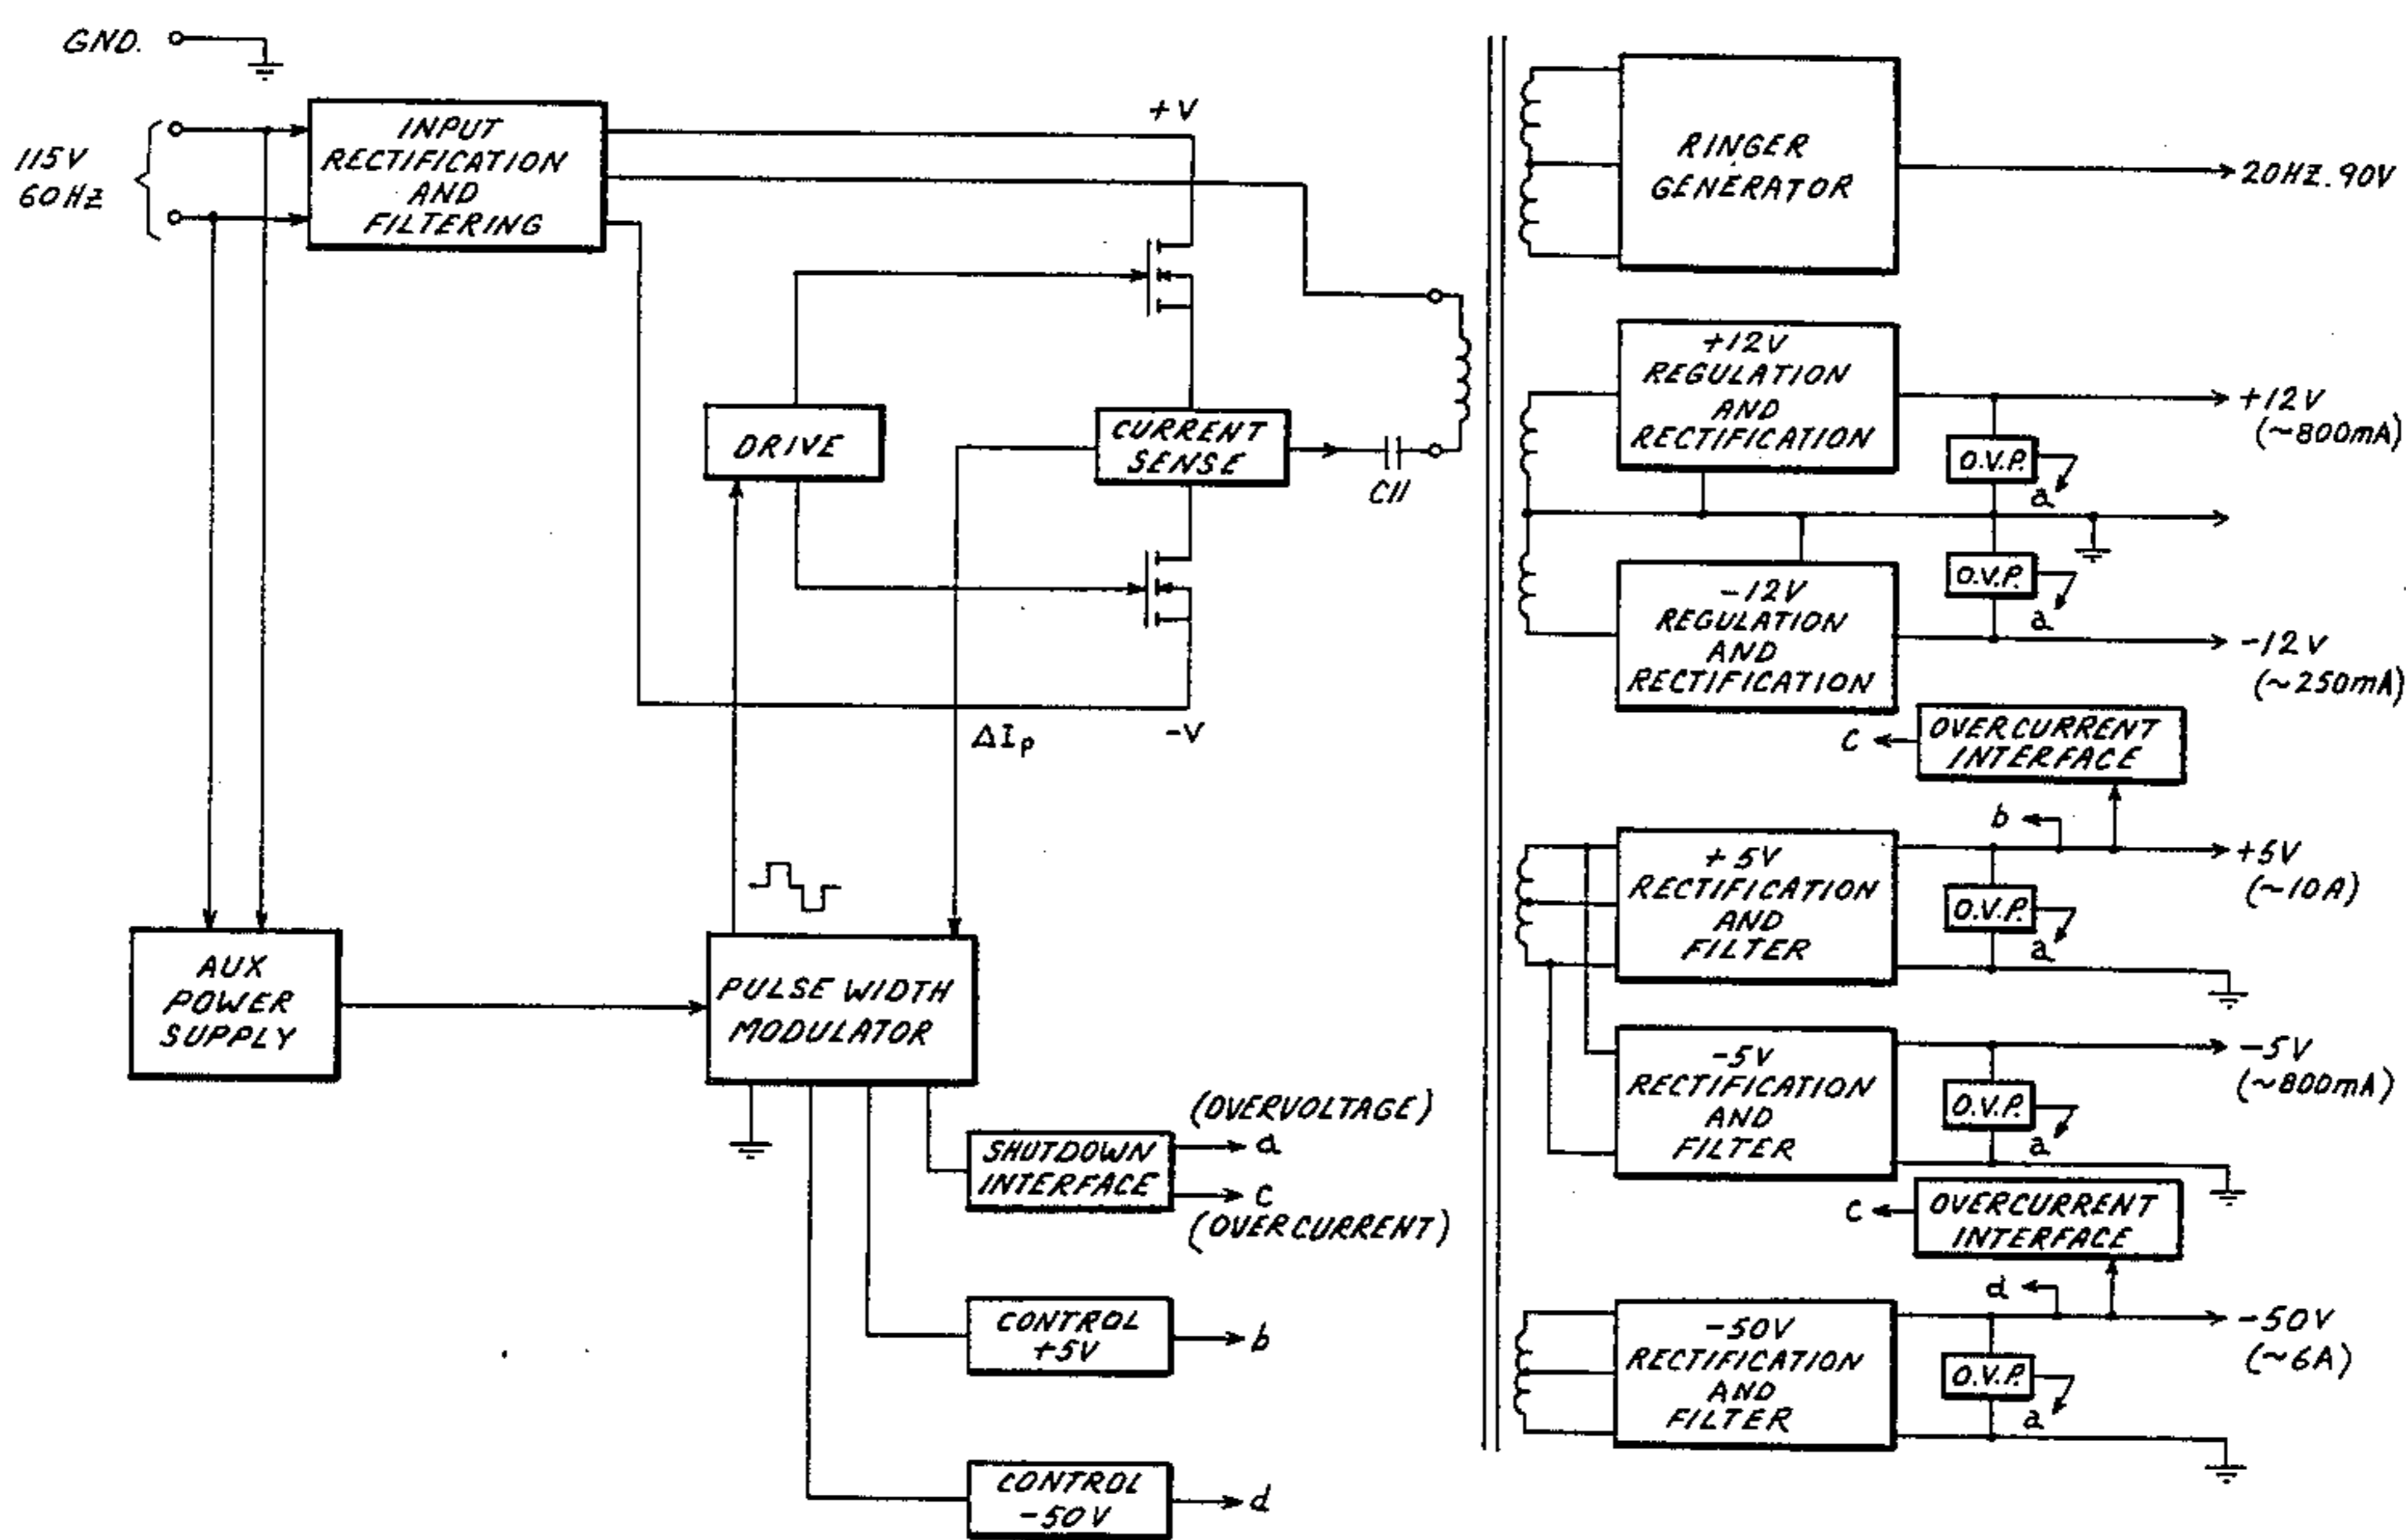 GND.
115V
60HZ
INPUT
RECTIFICATION
AND
FILTERING
+V
DRIVE
CURRENT
SENSE
C11
ΔIp
-V
AUX
POWER
SUPPLY
PULSE WIDTH
MODULATOR
SHUTDOWN
INTERFACE
(OVERVOLTAGE)
a
c
(OVERCURRENT)
CONTROL
+5V
b
CONTROL
-50V
d
RINGER
GENERATOR
20HZ.90V
+12V
REGULATION
AND
RECTIFICATION
O.V.P.
a
+12V
(~800mA)
-12V
REGULATION
AND
RECTIFICATION
O.V.P.
a
-12V
(~250mA)
C
OVERCURRENT
INTERFACE
b
+5V
RECTIFICATION
AND
FILTER
O.V.P.
a
+5V
(~10A)
-5V
RECTIFICATION
AND
FILTER
O.V.P.
a
-5V
(~800mA)
C
OVERCURRENT
INTERFACE
d
-50V
RECTIFICATION
AND
FILTER
O.V.P.
a
-50V
(~6A)